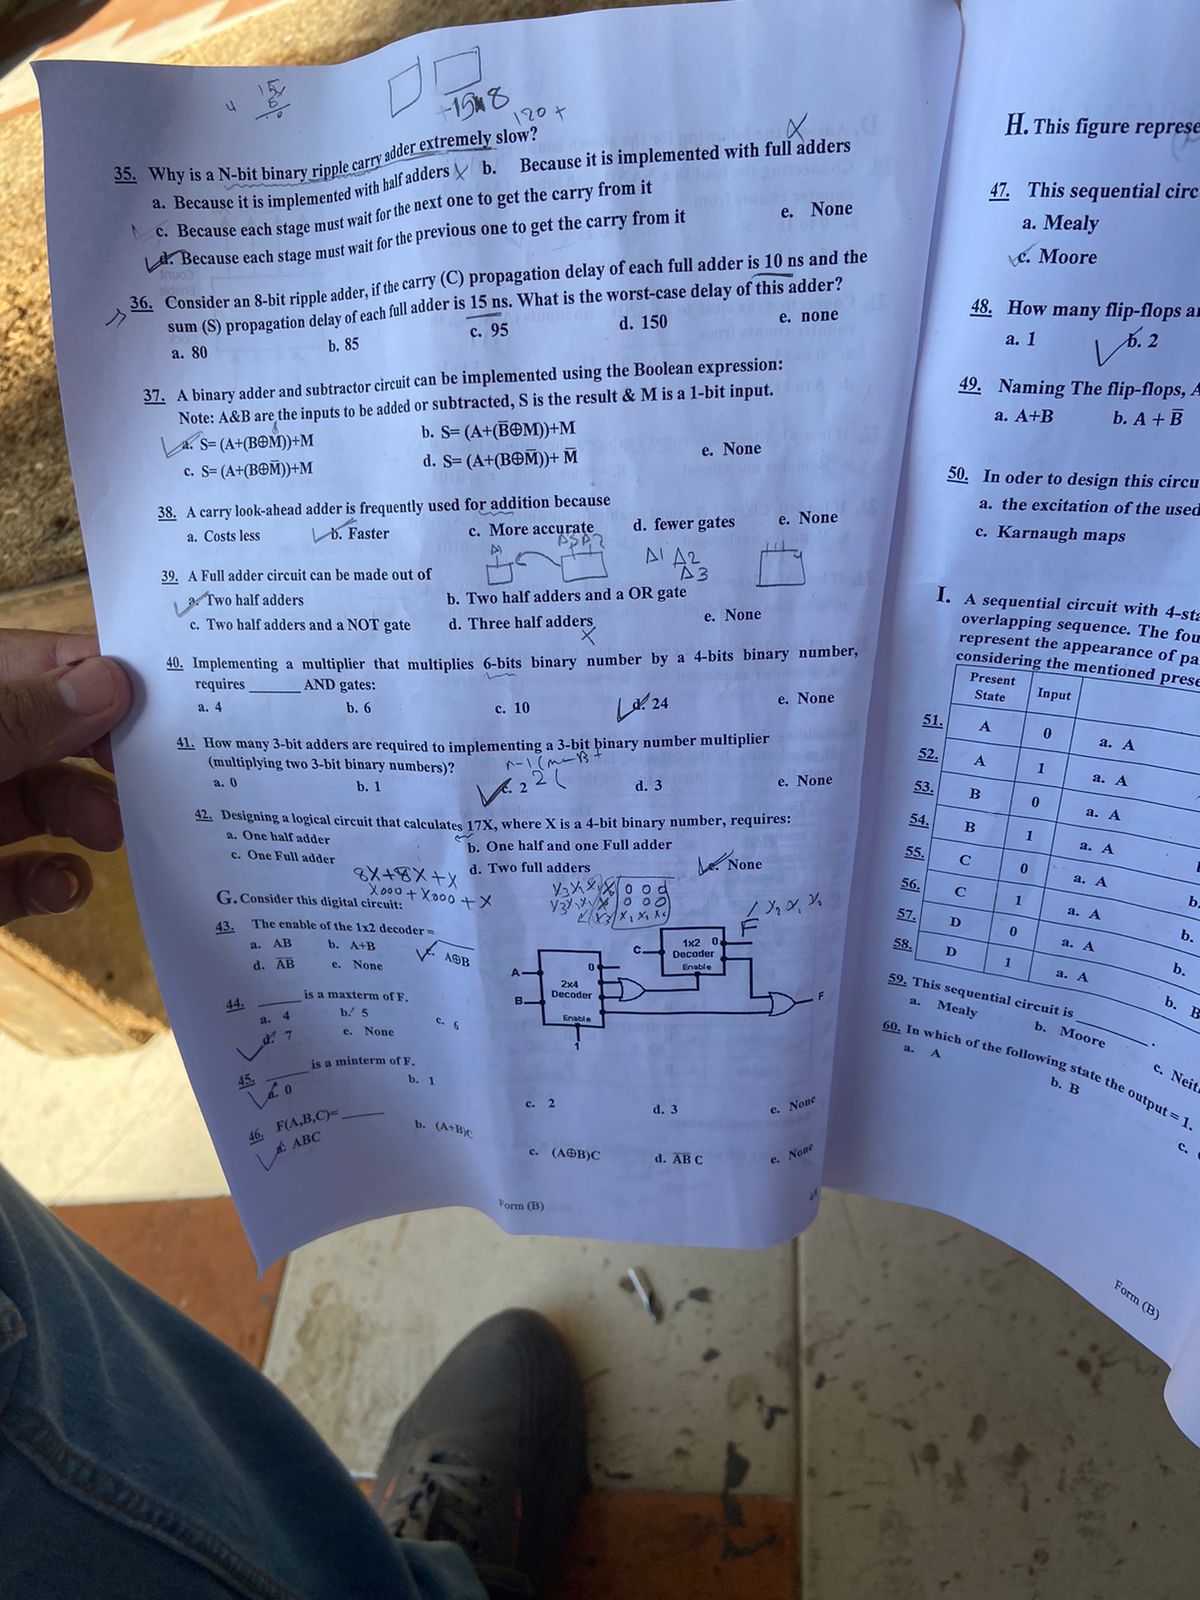 15
6
4
15*8
120+
35. Why is a N-bit binary ripple carry adder extremely slow?
a. Because it is implemented with half adders X b. Because it is implemented with full adders
X
c. Because each stage must wait for the next one to get the carry from it
d. Because each stage must wait for the previous one to get the carry from it e. None
36. Consider an 8-bit ripple adder, if the carry (C) propagation delay of each full adder is 10 ns and the
sum (S) propagation delay of each full adder is 15 ns. What is the worst-case delay of this adder?
a. 80 b. 85 c. 95 d. 150 e. none
37. A binary adder and subtractor circuit can be implemented using the Boolean expression:
Note: A&B are the inputs to be added or subtracted, S is the result & M is a 1-bit input.
a. S= (A+(B⊕M))+M b. S= (A+(B̅⊕M))+M
c. S= (A+(B⊕M̅))+M d. S= (A+(B⊕M̅))+ M̅ e. None
38. A carry look-ahead adder is frequently used for addition because
a. Costs less b. Faster c. More accurate d. fewer gates e. None
A1 A3A2 A1 A2
A3
39. A Full adder circuit can be made out of
a. Two half adders b. Two half adders and a OR gate
c. Two half adders and a NOT gate d. Three half adders e. None
X
40. Implementing a multiplier that multiplies 6-bits binary number by a 4-bits binary number,
requires ______ AND gates:
a. 4 b. 6 c. 10 d. 24 e. None
41. How many 3-bit adders are required to implementing a 3-bit binary number multiplier
(multiplying two 3-bit binary numbers)?
a. 0 b. 1 c. 2 d. 3 e. None
42. Designing a logical circuit that calculates 17X, where X is a 4-bit binary number, requires:
a. One half adder b. One half and one Full adder
c. One Full adder d. Two full adders e. None
8X+8X+X
X000+X000+X
G. Consider this digital circuit:
43. The enable of the 1x2 decoder =
a. AB b. A+B c. A⊕B
d. A̅B̅ e. None
44. ______ is a maxterm of F.
a. 4 b. 5 c. 6
d. 7 e. None
A
B
2x4
Decoder
0
Enable
1
C
1x2 0
Decoder
Enable
F
F
45. ______ is a minterm of F.
a. 0 b. 1 c. 2 d. 3 e. None
46. F(A,B,C)= ______
a. ABC b. (A+B)C c. (A⊕B)C d. A̅B̅ C e. None
Form (B)
H. This figure represe
47. This sequential circ
a. Mealy
c. Moore
48. How many flip-flops a
a. 1 b. 2
49. Naming The flip-flops, A
a. A+B b. A + B̅
50. In oder to design this circu
a. the excitation of the used
c. Karnaugh maps
I. A sequential circuit with 4-sta
overlapping sequence. The fou
represent the appearance of pa
considering the mentioned prese
Present
State Input
51. A 0 a. A
52. A 1 a. A
53. B 0 a. A
54. B 1 a. A
55. C 0 a. A b.
56. C 1 a. A b.
57. D 0 a. A b.
58. D 1 a. A b. B
59. This sequential circuit is ______.
a. Mealy b. Moore c. Neit
60. In which of the following state the output = 1.
a. A b. B c.
Form (B)